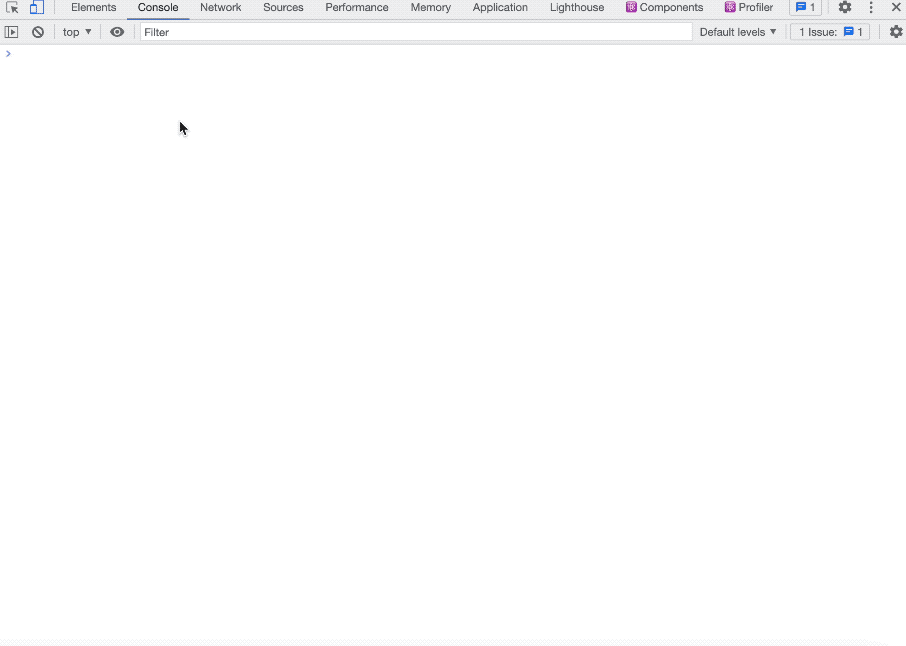 Elements Console Network Sources Performance Memory Application Lighthouse Components Profiler 1
top Filter Default levels 1 Issue: 1